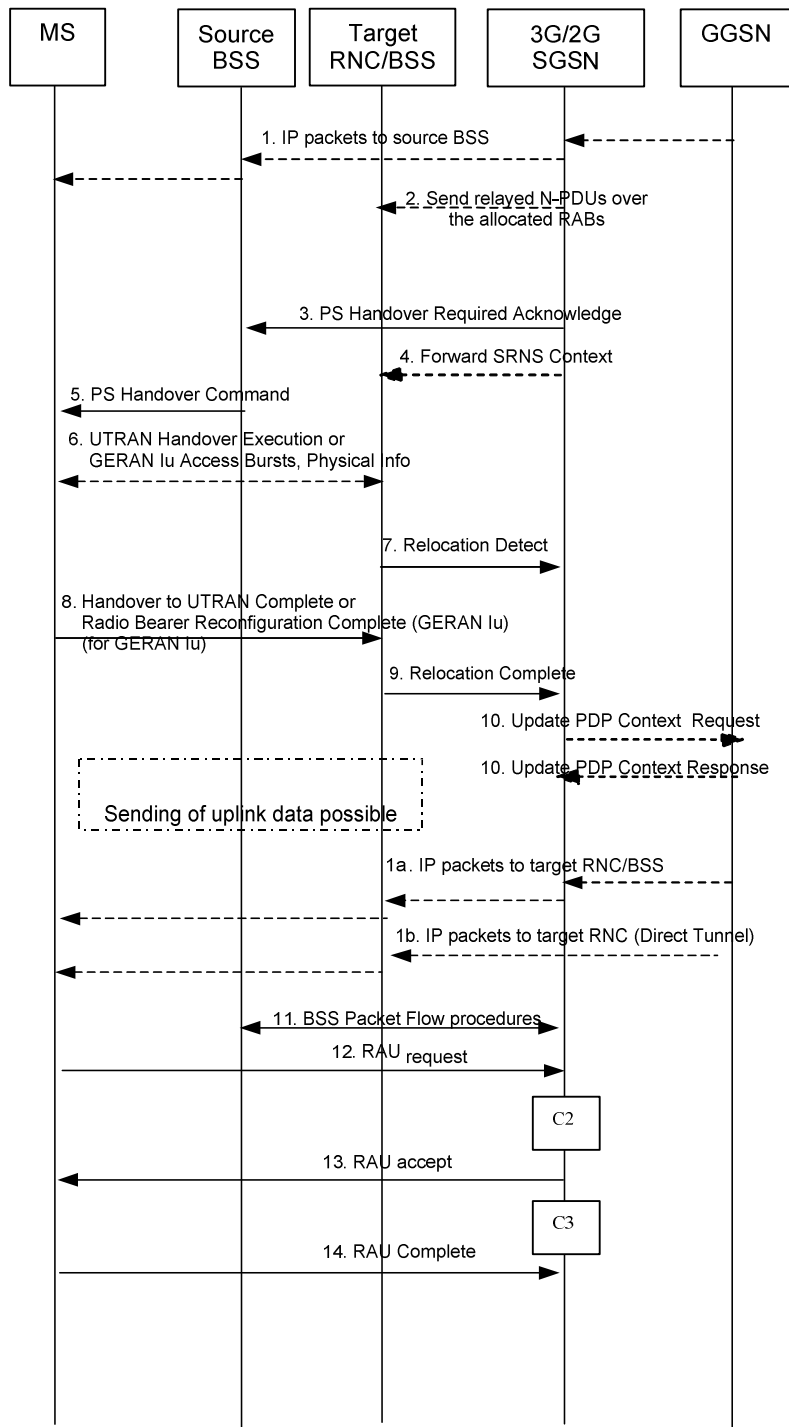 MS
Source
BSS
Target
RNC/BSS
3G/2G
SGSN
GGSN
1. IP packets to source BSS
2. Send relayed N-PDUs over
the allocated RABs
3. PS Handover Required Acknowledge
4. Forward SRNS Context
5. PS Handover Command
6. UTRAN Handover Execution or
GERAN Iu Access Bursts, Physical Info
7. Relocation Detect
8. Handover to UTRAN Complete or
Radio Bearer Reconfiguration Complete (GERAN Iu)
(for GERAN Iu)
9. Relocation Complete
10. Update PDP Context Request
10. Update PDP Context Response
Sending of uplink data possible
1a. IP packets to target RNC/BSS
1b. IP packets to target RNC (Direct Tunnel)
11. BSS Packet Flow procedures
12. RAU request
C2
13. RAU accept
C3
14. RAU Complete